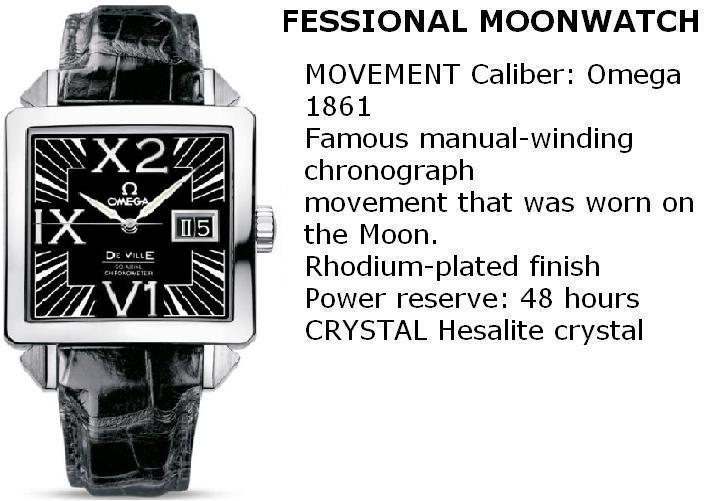 FESSIONAL MOONWATCH
MOVEMENT Caliber: Omega
1861
Famous manual-winding
chronograph
movement that was worn on
the Moon.
Rhodium-plated finish
Power reserve: 48 hours
CRYSTAL Hesalite crystal
X2
Ω
OMEGA
IX
II5
DE VILLE
CO-AXIAL
CHRONOMETER
V1